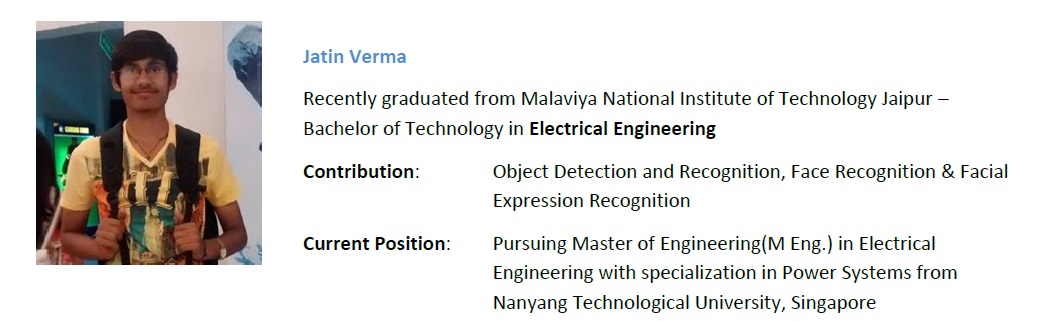 Jatin Verma
Recently graduated from Malaviya National Institute of Technology Jaipur –
Bachelor of Technology in Electrical Engineering
Contribution: Object Detection and Recognition, Face Recognition & Facial
Expression Recognition
Current Position: Pursuing Master of Engineering(M Eng.) in Electrical
Engineering with specialization in Power Systems from
Nanyang Technological University, Singapore